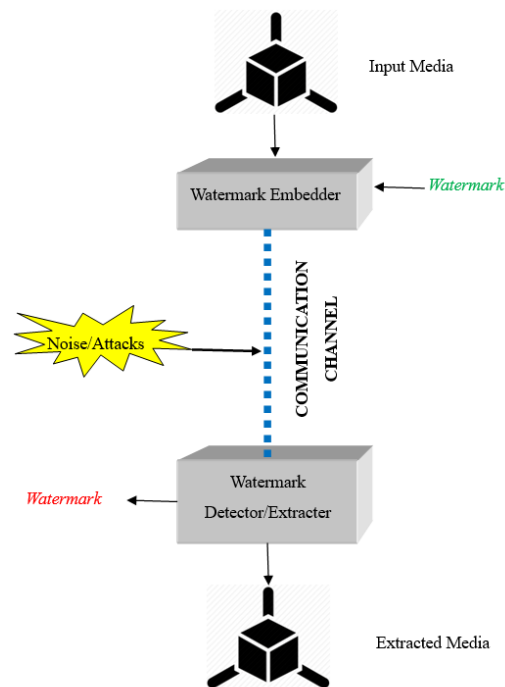 Input Media
Watermark Embedder
Watermark
COMMUNICATION
CHANNEL
Noise/Attacks
Watermark
Detector/Extracter
Watermark
Extracted Media